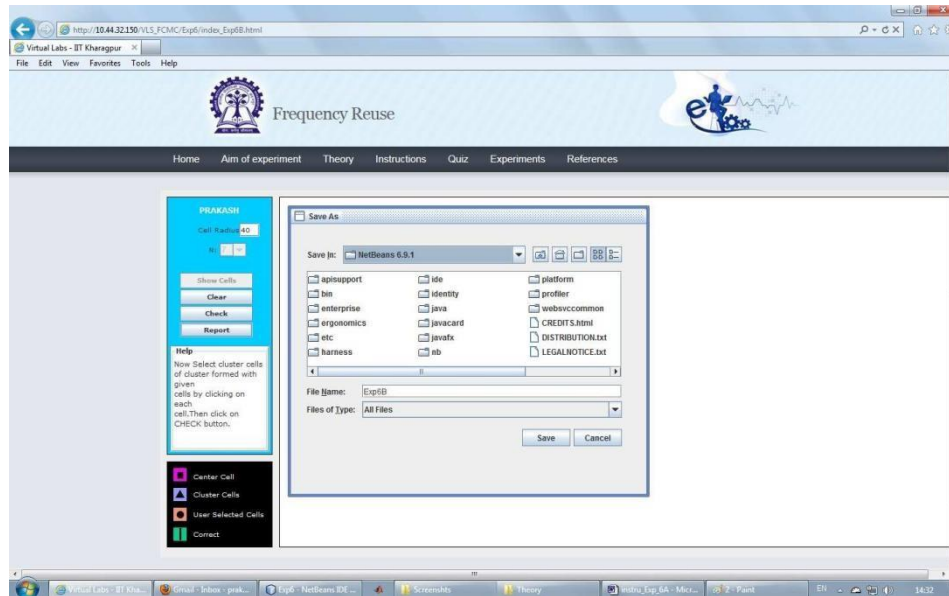 http://10.44.32.150/VLS_FCMC/Exp6/index_Exp6B.html
Virtual Labs - IIT Kharagpur
File Edit View Favorites Tools Help
Frequency Reuse
Home Aim of experiment Theory Instructions Quiz Experiments References
PRAKASH
Cell Radius 40
N: 7
Show Cells
Clear
Check
Report
Help
Now Select cluster cells
of cluster formed with
given
cells by clicking on
each
cell.Then click on
CHECK button.
Center Cell
Cluster Cells
User Selected Cells
Correct
Save As
Save In: NetBeans 6.9.1
apisupport ide platform
bin identity profiler
enterprise java websvccommon
ergonomics javacard CREDITS.html
etc javafx DISTRIBUTION.txt
harness nb LEGALNOTICE.txt
File Name: Exp6B
Files of Type: All Files
Save Cancel
Virtual Labs - IIT Kha... Gmail - Inbox - prak... Exp6 - NetBeans IDE ... Screenshts Theory instru_Exp_6A - Micr... 2 - Paint EN 14:32